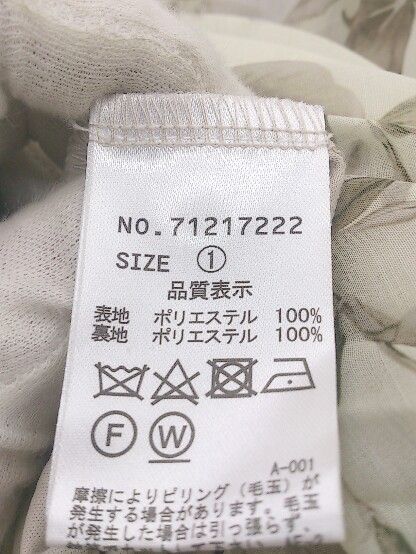 NO.71217222
SIZE ①
品質表示
表地 ポリエステル 100%
裏地 ポリエステル 100%
F W
A-001
摩擦によりピリング(毛玉)が
発生する場合があります。毛玉
が発生した場合は引っ張らず、